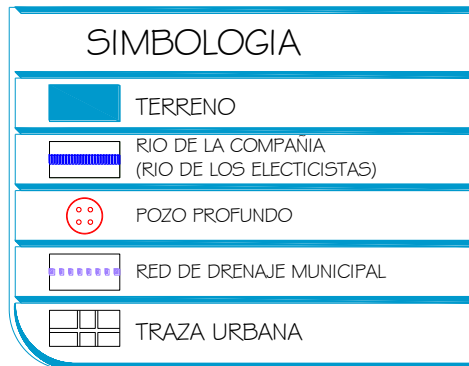 SIMBOLOGIA
TERRENO
RIO DE LA COMPAÑIA
(RIO DE LOS ELECTICISTAS)
POZO PROFUNDO
RED DE DRENAJE MUNICIPAL
TRAZA URBANA